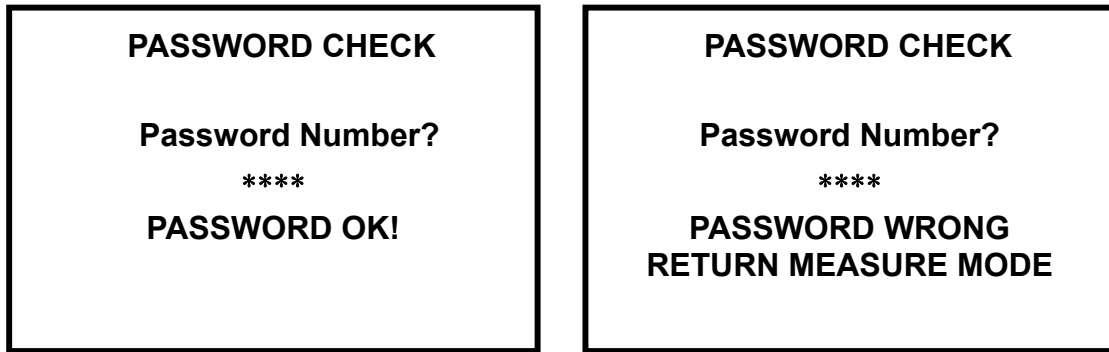 PASSWORD CHECK
Password Number?
****
PASSWORD OK!
PASSWORD CHECK
Password Number?
****
PASSWORD WRONG
RETURN MEASURE MODE